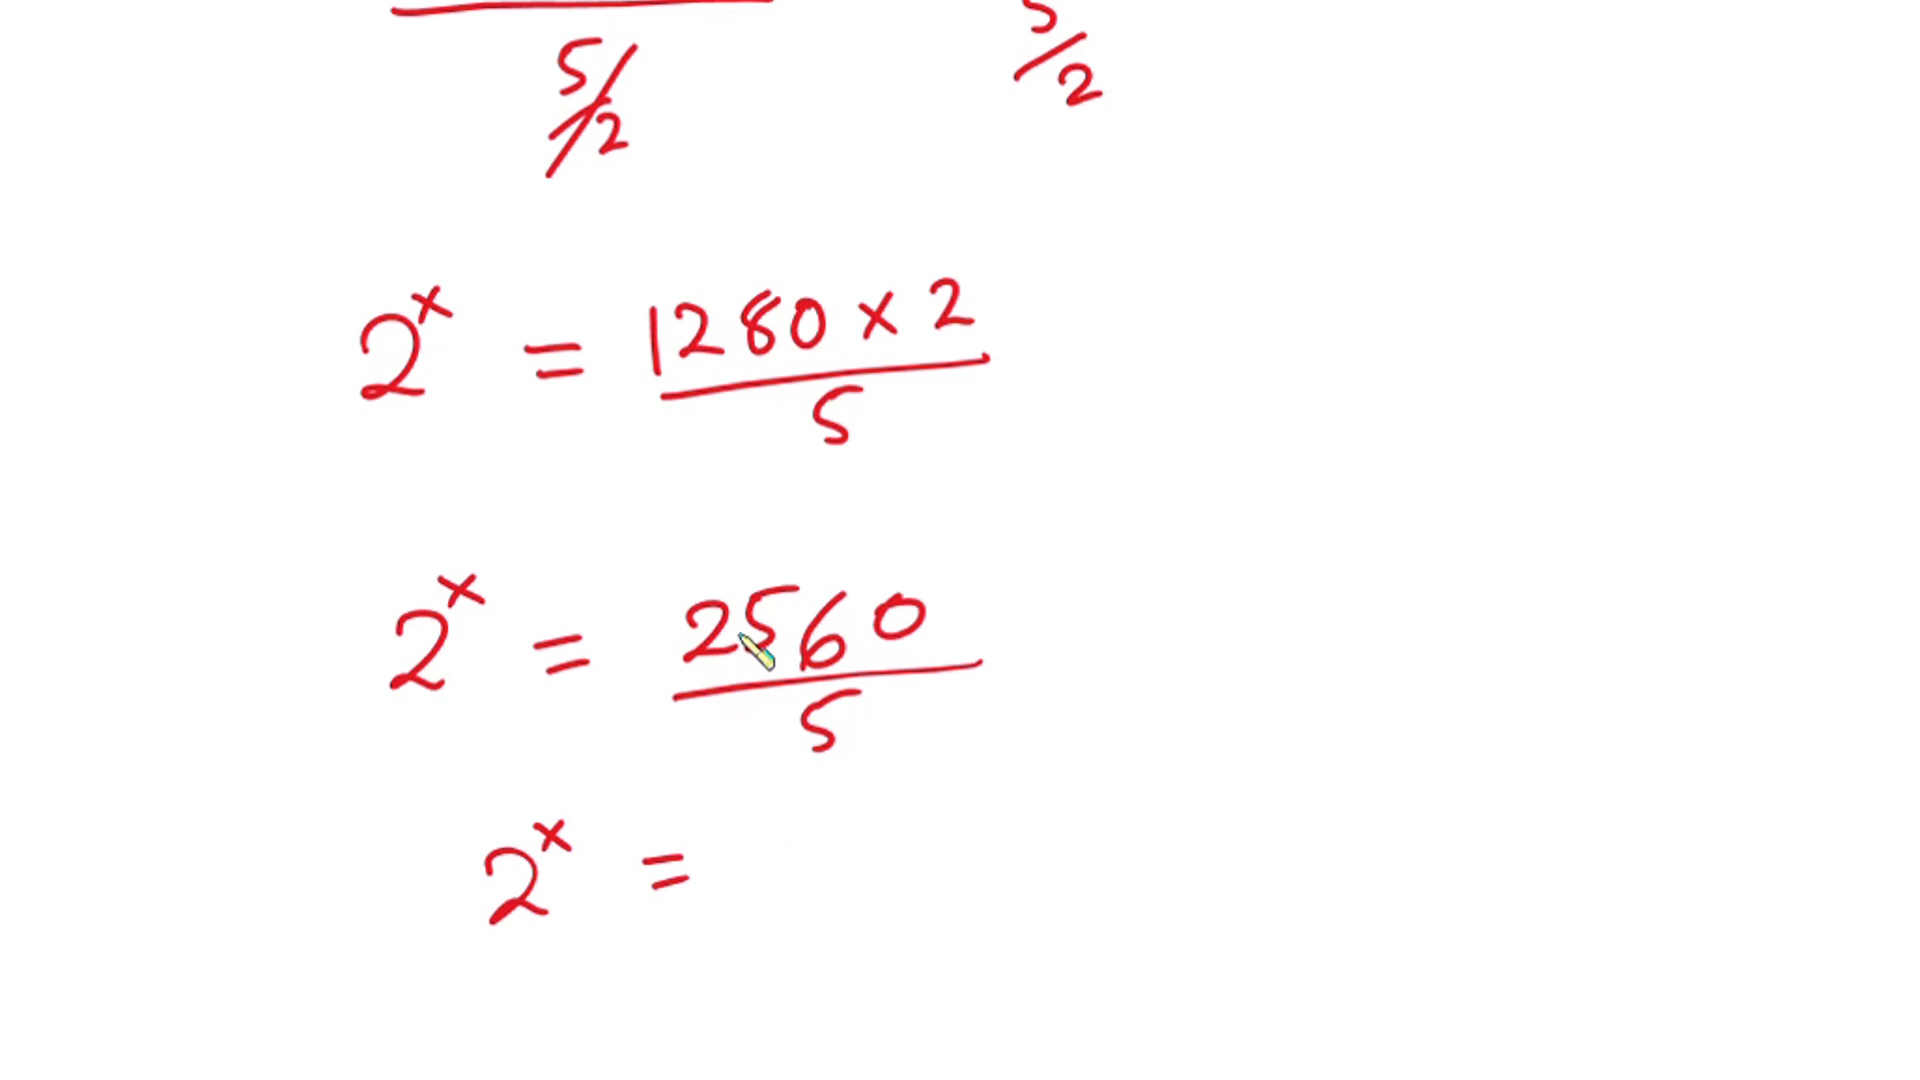 5/2 5/2
2^x = 1280 x 2
5
2^x = 2560
5
2^x =